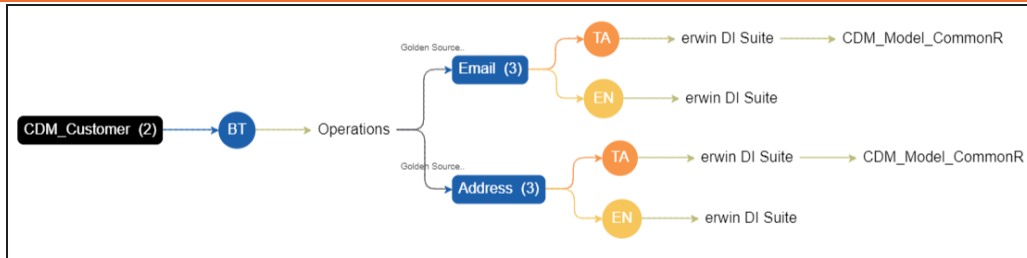 Golden Source..
TA
erwin DI Suite
CDM_Model_CommonR
Email (3)
EN
erwin DI Suite
CDM_Customer (2)
BT
Operations
Golden Source..
TA
erwin DI Suite
CDM_Model_CommonR
Address (3)
EN
erwin DI Suite